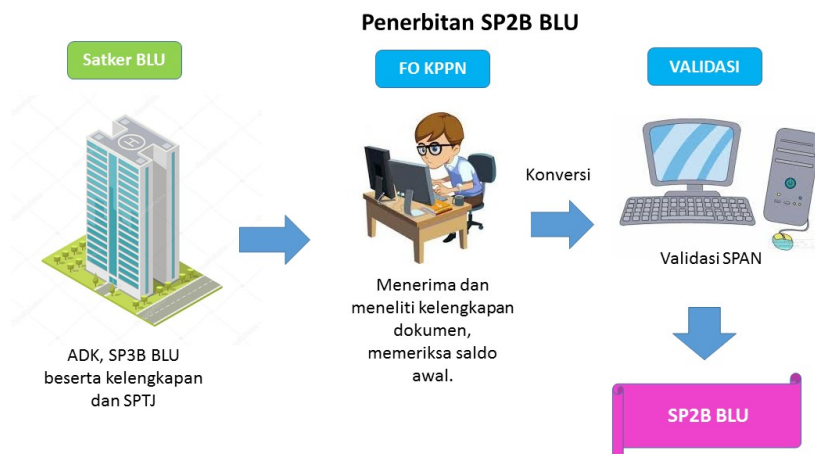 Penerbitan SP2B BLU
Satker BLU
FO KPPN
VALIDASI
H
Konversi
Validasi SPAN
Menerima dan
meneliti kelengkapan
dokumen,
memeriksa saldo
awal.
ADK, SP3B BLU
beserta kelengkapan
dan SPTJ
SP2B BLU